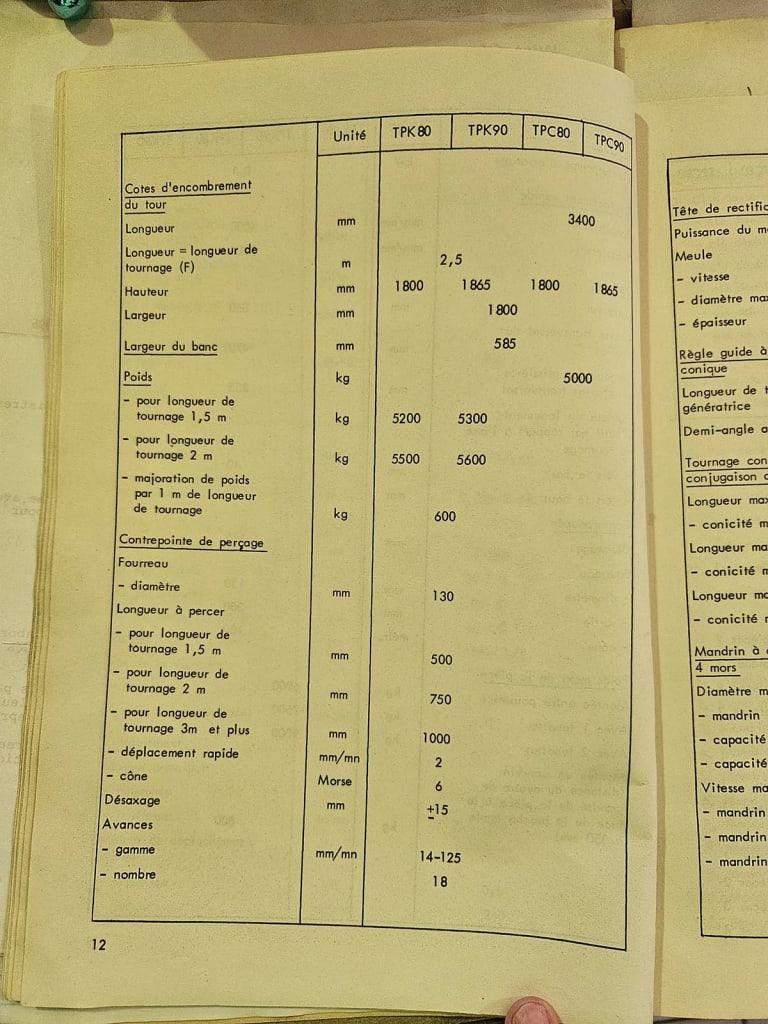 Unité TPK80 TPK90 TPC80 TPC90
Cotes d'encombrement
du tour
Longueur mm 3400
Longueur = longueur de
tournage (F) m 2,5
Hauteur mm 1800 1865 1800 1865
Largeur mm 1800
Largeur du banc mm 585
Poids kg 5000
- pour longueur de
tournage 1,5 m kg 5200 5300
- pour longueur de
tournage 2 m kg 5500 5600
- majoration de poids
par 1 m de longueur
de tournage kg 600
Contrepointe de perçage
Fourreau
- diamètre mm 130
Longueur à percer
- pour longueur de
tournage 1,5 m mm 500
- pour longueur de
tournage 2 m mm 750
- pour longueur de
tournage 3m et plus mm 1000
- déplacement rapide mm/mn 2
- cône Morse 6
Désaxage mm ±15
Avances
- gamme mm/mn 14-125
- nombre 18
12
Tête de rectific
Puissance du m
Meule
- vitesse
- diamètre max
- épaisseur
Règle guide à
conique
Longueur de t
génératrice
Demi-angle a
Tournage con
conjugaison d
Longueur max
- conicité m
Longueur ma
- conicité m
Longueur ma
- conicité m
Mandrin à
4 mors
Diamètre m
- mandrin
- capacité
- capacité
Vitesse ma
- mandrin
- mandrin
- mandrin